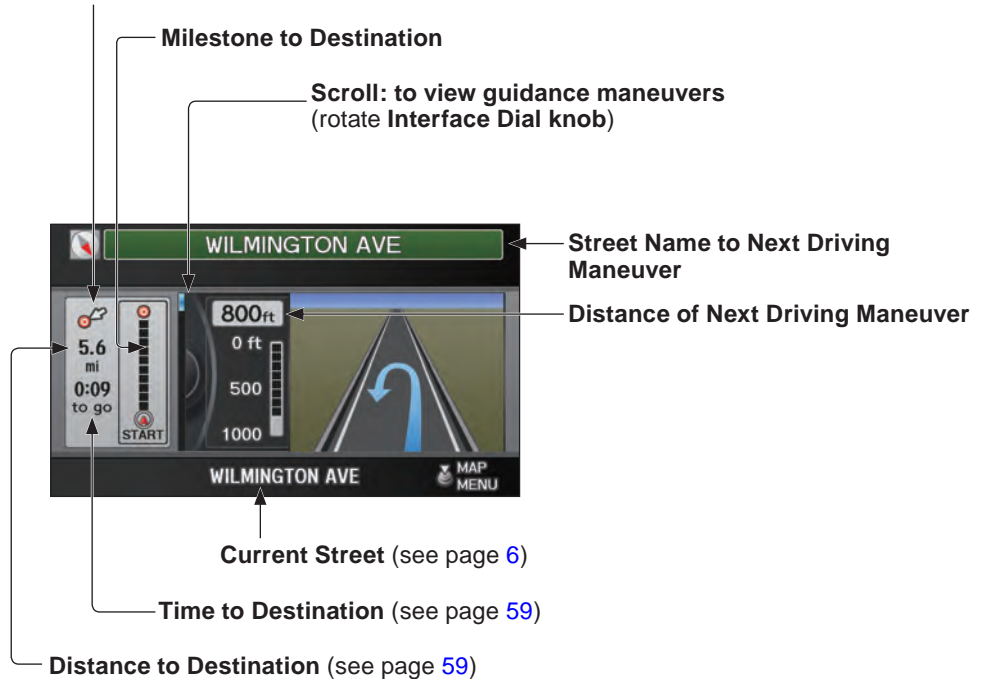 Milestone to Destination
Scroll: to view guidance maneuvers
(rotate Interface Dial knob)
WILMINGTON AVE
Street Name to Next Driving
Maneuver
800ft
Distance of Next Driving Maneuver
0 ft
5.6
mi
500
0:09
to go
START
1000
WILMINGTON AVE
MAP
MENU
Current Street (see page 6)
Time to Destination (see page 59)
Distance to Destination (see page 59)